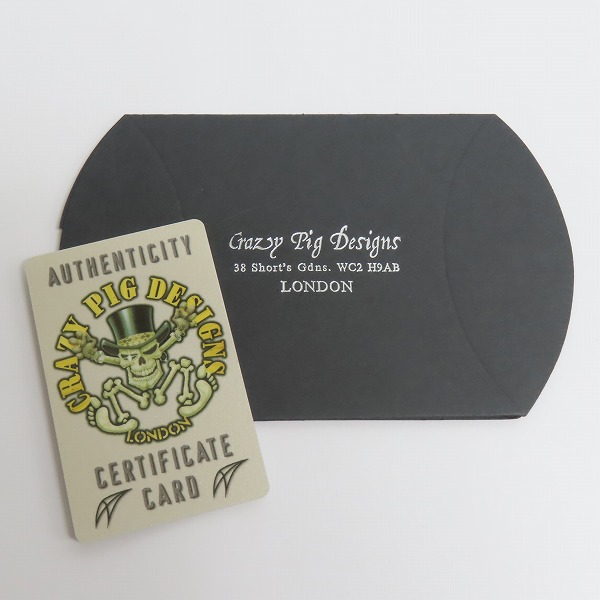 Crazy Pig Designs
38 Short's Gdns. WC2 H9AB
LONDON
AUTHENTICITY
CRAZY PIG DESIGNS
LONDON
CERTIFICATE
CARD